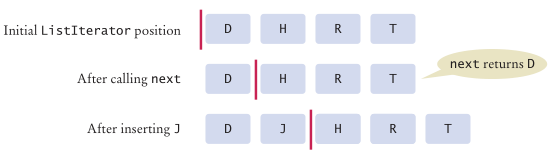 Initial ListIterator position D H R T
After calling next D H R T
next returns D
After inserting J D J H R T